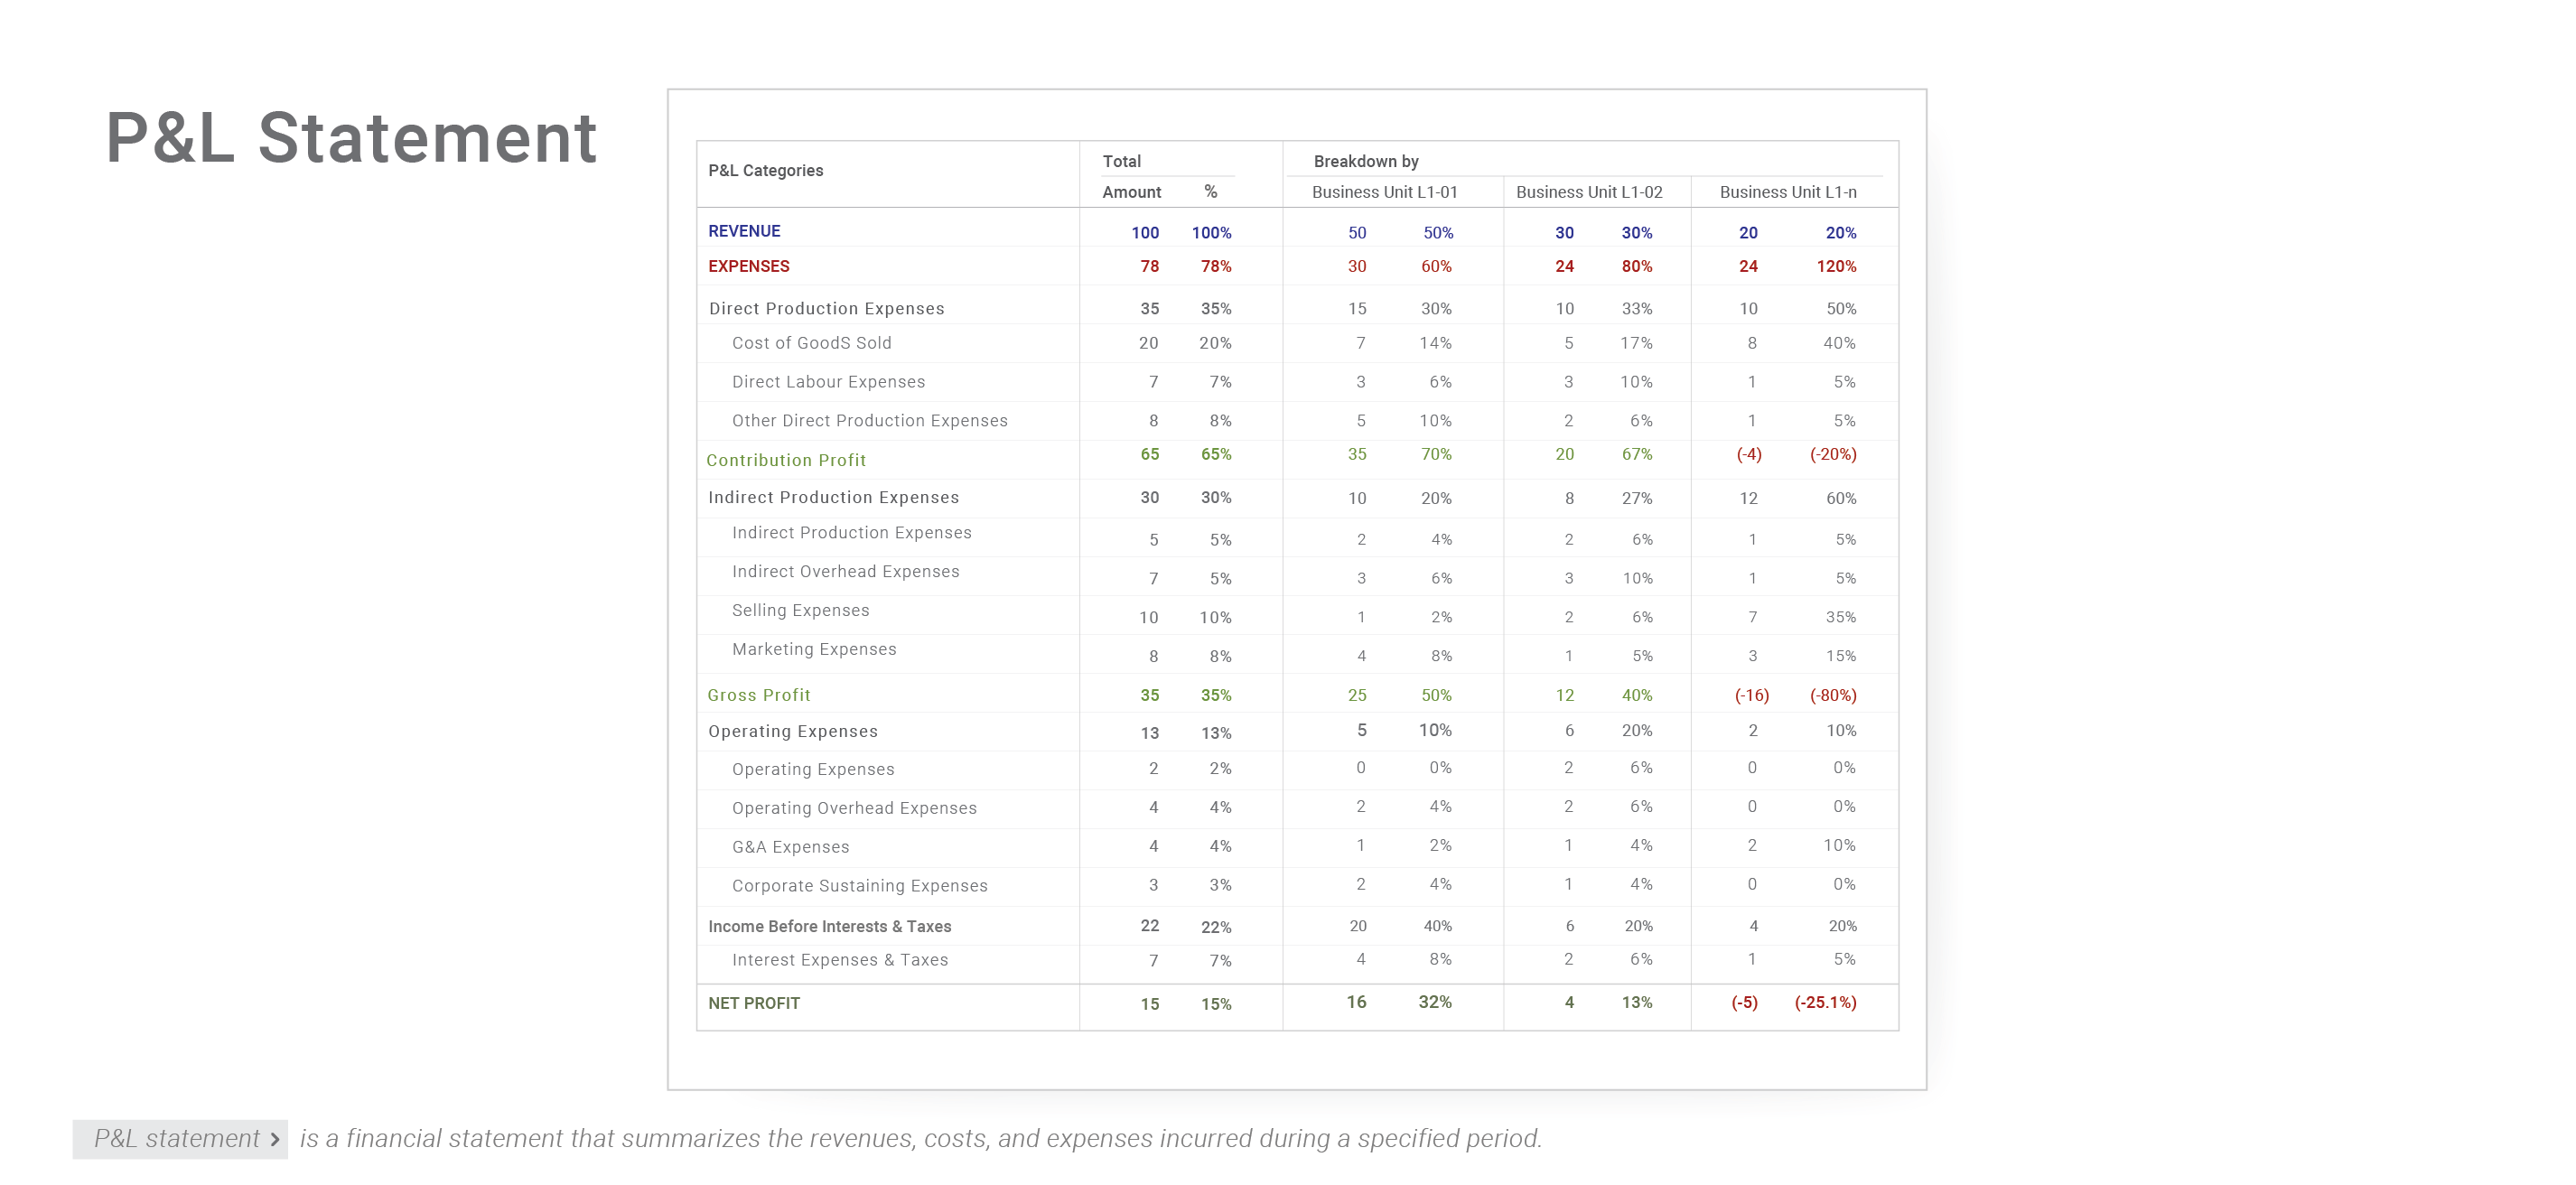 P&L Statement
P&L Categories Total Breakdown by
Amount % Business Unit L1-01 Business Unit L1-02 Business Unit L1-n
REVENUE 100 100% 50 50% 30 30% 20 20%
EXPENSES 78 78% 30 60% 24 80% 24 120%
Direct Production Expenses 35 35% 15 30% 10 33% 10 50%
Cost of GoodS Sold 20 20% 7 14% 5 17% 8 40%
Direct Labour Expenses 7 7% 3 6% 3 10% 1 5%
Other Direct Production Expenses 8 8% 5 10% 2 6% 1 5%
Contribution Profit 65 65% 35 70% 20 67% (-4) (-20%)
Indirect Production Expenses 30 30% 10 20% 8 27% 12 60%
Indirect Production Expenses 5 5% 2 4% 2 6% 1 5%
Indirect Overhead Expenses 7 5% 3 6% 3 10% 1 5%
Selling Expenses 10 10% 1 2% 2 6% 7 35%
Marketing Expenses 8 8% 4 8% 1 5% 3 15%
Gross Profit 35 35% 25 50% 12 40% (-16) (-80%)
Operating Expenses 13 13% 5 10% 6 20% 2 10%
Operating Expenses 2 2% 0 0% 2 6% 0 0%
Operating Overhead Expenses 4 4% 2 4% 2 6% 0 0%
G&A Expenses 4 4% 1 2% 1 4% 2 10%
Corporate Sustaining Expenses 3 3% 2 4% 1 4% 0 0%
Income Before Interests & Taxes 22 22% 20 40% 6 20% 4 20%
Interest Expenses & Taxes 7 7% 4 8% 2 6% 1 5%
NET PROFIT 15 15% 16 32% 4 13% (-5) (-25.1%)
P&L statement > is a financial statement that summarizes the revenues, costs, and expenses incurred during a specified period.